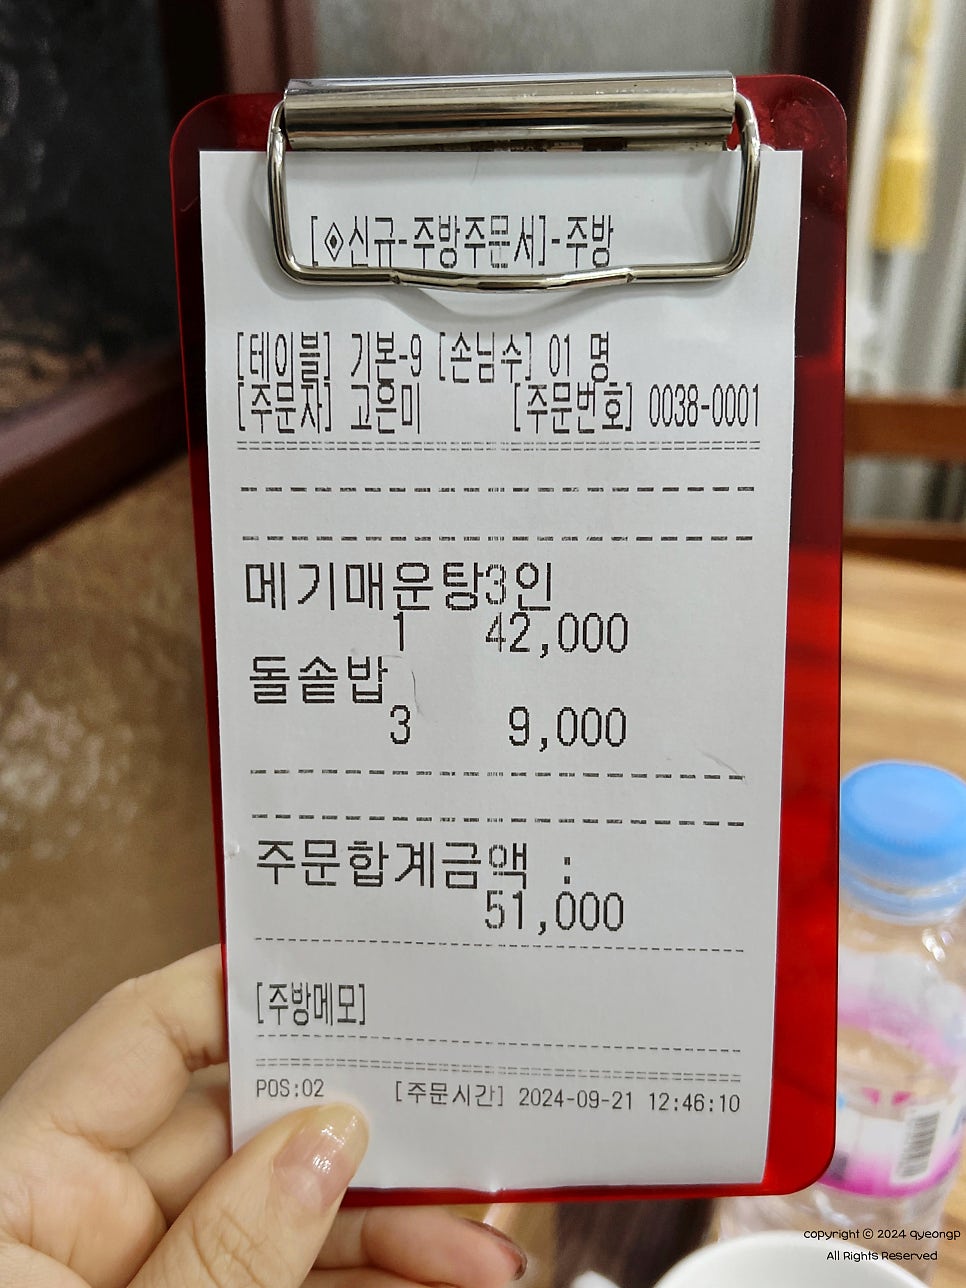 [◈신규-주방주문서]-주방
[테이블] 기본-9 [손님수] 01 명
[주문자] 고은미 [주문번호] 0038-0001
메기매운탕3인
1 42,000
돌솥밥
3 9,000
주문합계금액 :
51,000
[주방메모]
POS:02 [주문시간] 2024-09-21 12:46:10
copyright © 2024 qyeongp
All Rights Reserved